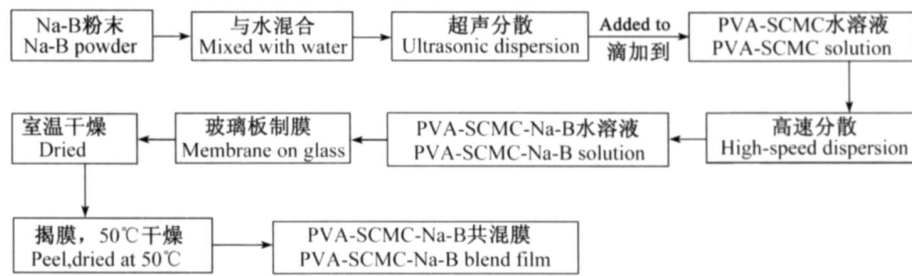 Na-B粉末
Na-B powder
与水混合
Mixed with water
超声分散
Ultrasonic dispersion
Added to
滴加到
PVA-SCMC水溶液
PVA-SCMC solution
高速分散
High-speed dispersion
PVA-SCMC-Na-B水溶液
PVA-SCMC-Na-B solution
玻璃板制膜
Membrane on glass
室温干燥
Dried
揭膜，50℃干燥
Peel,dried at 50℃
PVA-SCMC-Na-B共混膜
PVA-SCMC-Na-B blend film